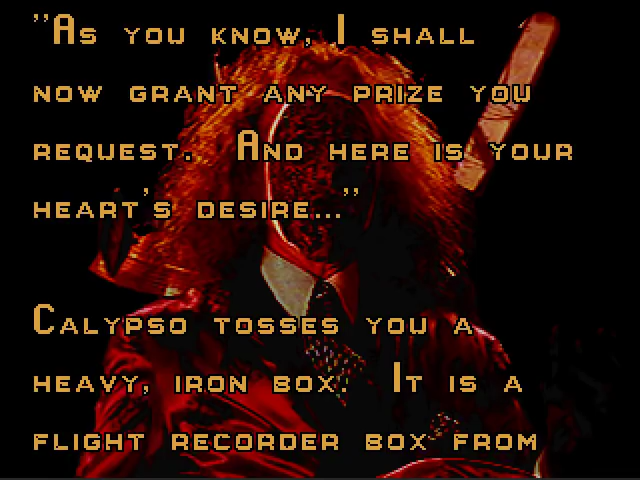 "As you know, I shall
now grant any prize you
request.  And here is your
heart's desire..."
Calypso tosses you a
heavy, iron box.  It is a
flight recorder box from